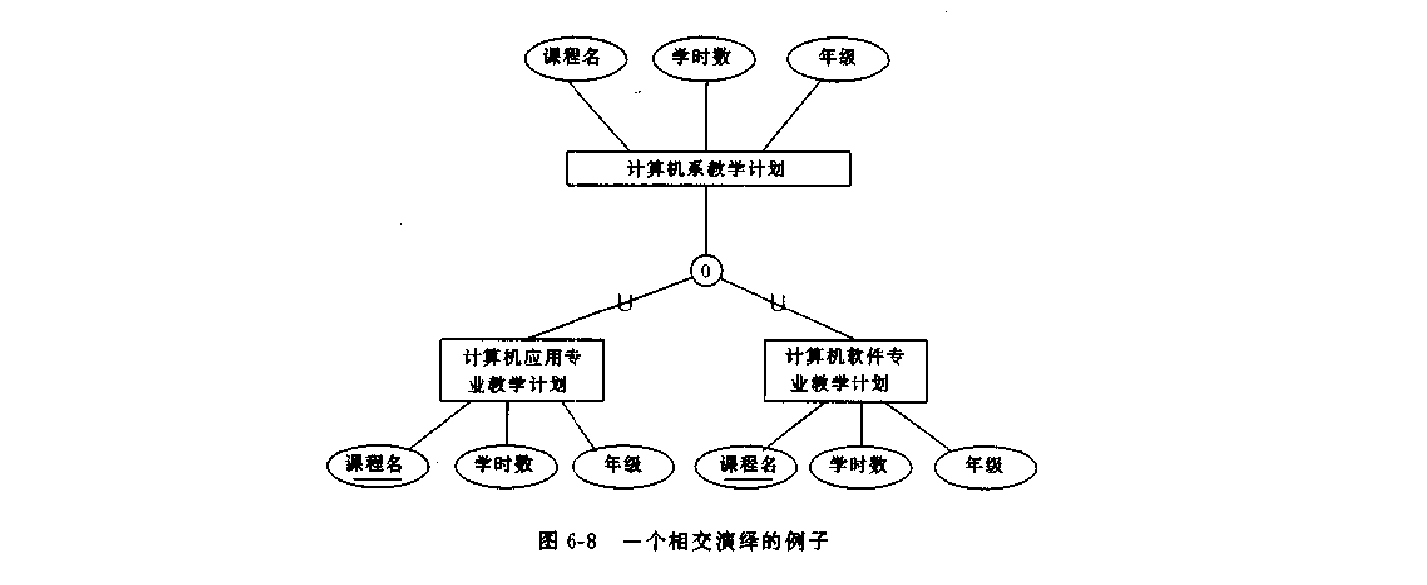 课程名 学时数 年级
计算机系教学计划
0
U U
计算机应用专 计算机软件专
业教学计划 业教学计划
课程名 学时数 年级 课程名 学时数 年级
图 6-8 一个相交演绎的例子